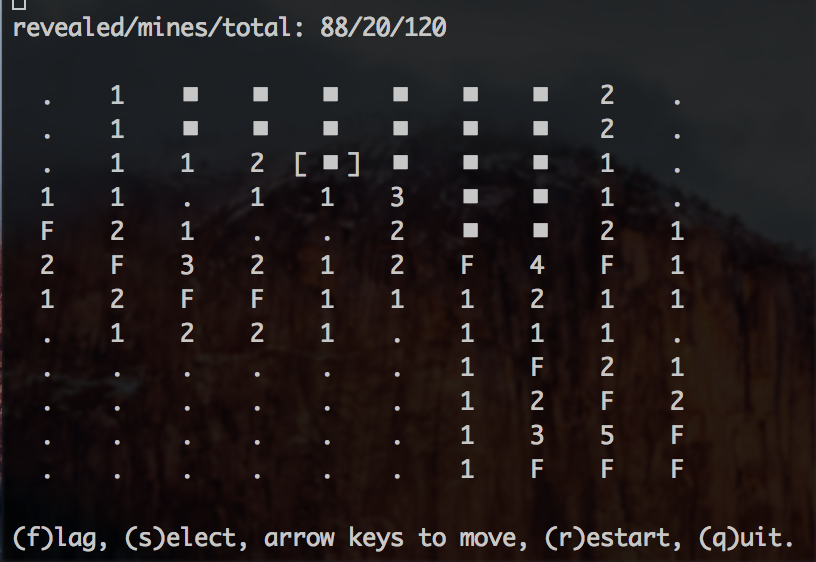 revealed/mines/total: 88/20/120
. 1 ■ ■ ■ ■ ■ ■ 2 .
. 1 ■ ■ ■ ■ ■ ■ 2 .
. 1 1 2 [ ■ ] ■ ■ ■ 1 .
1 1 . 1 1 3 ■ ■ 1 .
F 2 1 . . 2 ■ ■ 2 1
2 F 3 2 1 2 F 4 F 1
1 2 F F 1 1 1 2 1 1
. 1 2 2 1 . 1 1 1 .
. . . . . . 1 F 2 1
. . . . . . 1 2 F 2
. . . . . . 1 3 5 F
. . . . . . 1 F F F
(f)lag, (s)elect, arrow keys to move, (r)estart, (q)uit.